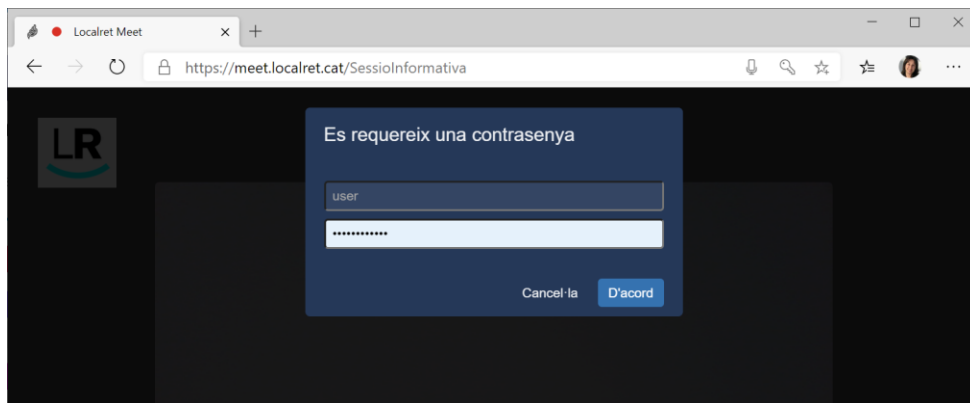 Localret Meet
https://meet.localret.cat/SessioInformativa
LR
Es requereix una contrasenya
user
••••••••••••
Cancel·la D'acord